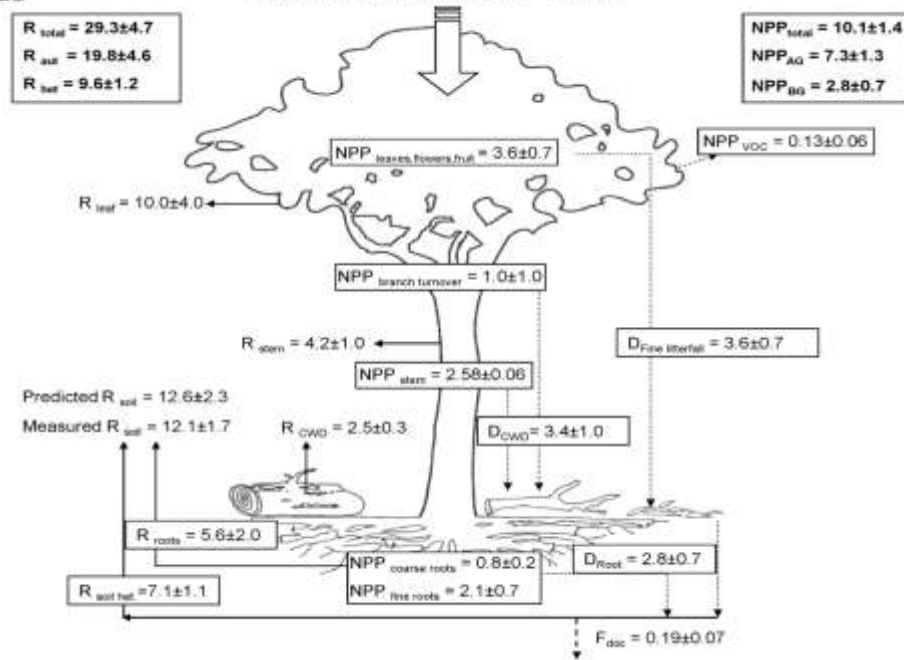 R total = 29.3±4.7
R aut = 19.8±4.6
R het = 9.6±1.2
NPP total = 10.1±1.4
NPP AG = 7.3±1.3
NPP BG = 2.8±0.7
NPP leaves, flowers, fruit = 3.6±0.7
NPP VOC = 0.13±0.06
R leaf = 10.0±4.0
NPP branch turnover = 1.0±1.0
R stem = 4.2±1.0
D Fine litterfall = 3.6±0.7
NPP stem = 2.58±0.06
Predicted R soil = 12.6±2.3
Measured R soil = 12.1±1.7
R CWD = 2.5±0.3
D CWD = 3.4±1.0
R roots = 5.6±2.0
NPP coarse roots = 0.8±0.2
NPP fine roots = 2.1±0.7
D Root = 2.8±0.7
R soil het =7.1±1.1
F doc = 0.19±0.07